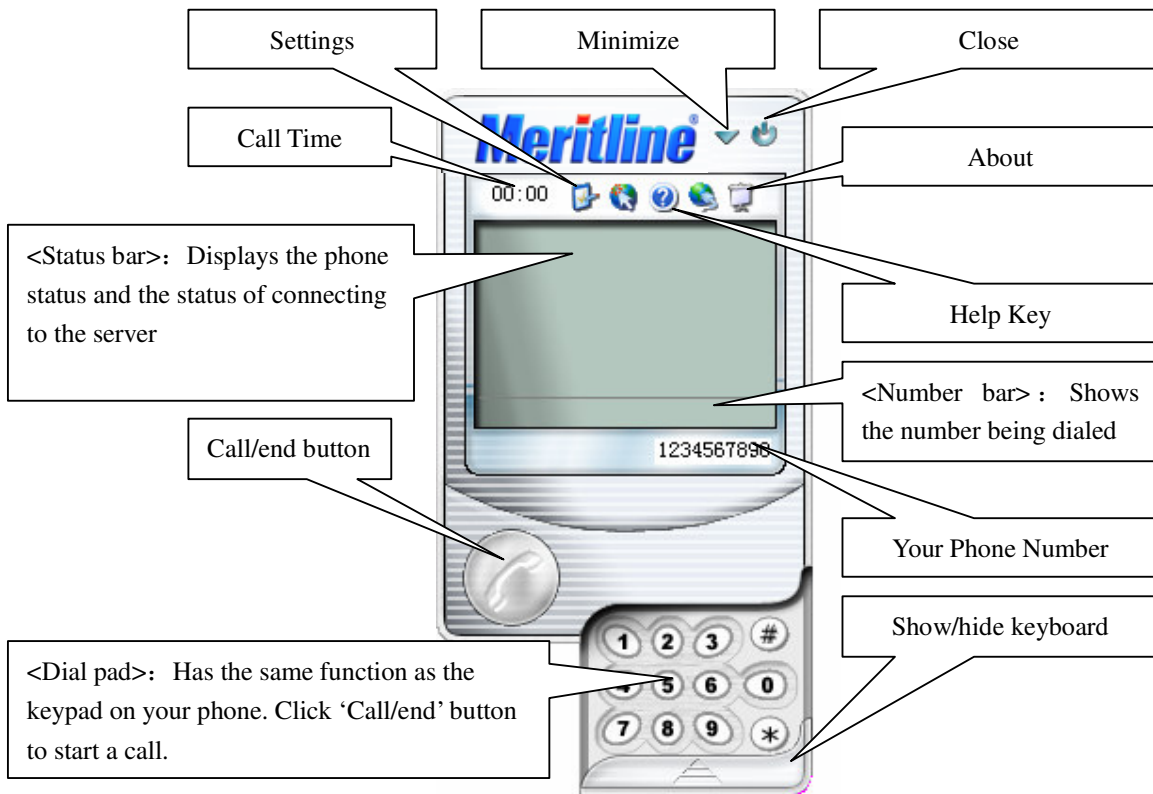 Settings
Minimize
Close
Meritline®
Call Time
About
00:00
?
<Status bar>：Displays the phone
status and the status of connecting
to the server
Help Key
<Number bar>：Shows
the number being dialed
Call/end button
1234567890
Your Phone Number
Show/hide keyboard
1 2 3 #
<Dial pad>：Has the same function as the
keypad on your phone. Click ‘Call/end’ button
to start a call.
4 5 6 0
7 8 9 *